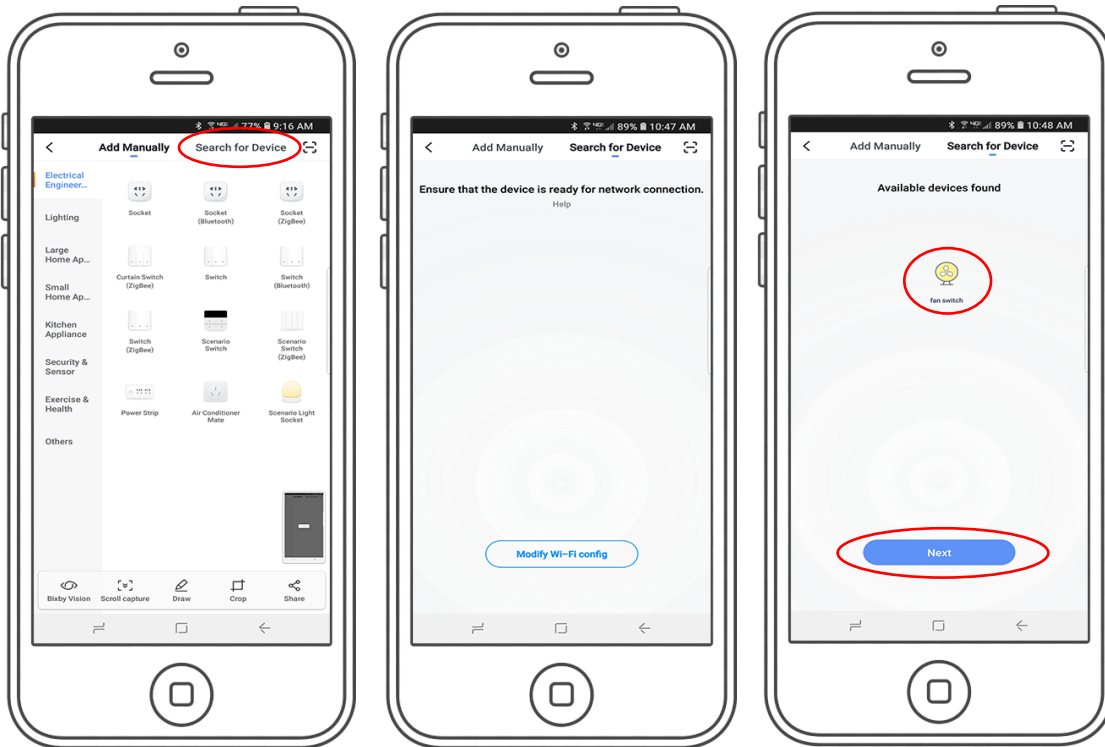 77% 9:16 AM
Add Manually
Search for Device
Electrical
Engineer...
Lighting
Large
Home Ap...
Small
Home Ap...
Kitchen
Appliance
Security &
Sensor
Exercise &
Health
Others
Socket
Socket
(Bluetooth)
Socket
(ZigBee)
Curtain Switch
(ZigBee)
Switch
Switch
(Bluetooth)
Switch
(ZigBee)
Scenario
Switch
Scenario
Switch
(ZigBee)
Power Strip
Air Conditioner
Mate
Scenario Light
Socket
Bixby Vision
Scroll capture
Draw
Crop
Share
89% 10:47 AM
Add Manually
Search for Device
Ensure that the device is ready for network connection.
Help
Modify Wi-Fi config
89% 10:48 AM
Add Manually
Search for Device
Available devices found
fan switch
Next